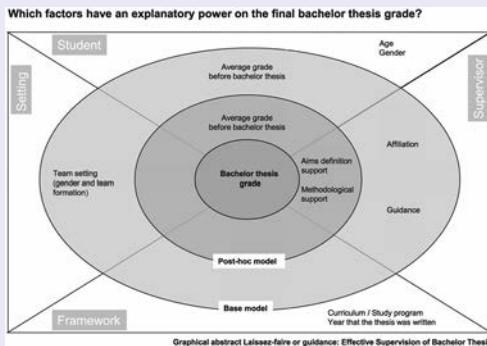 Which factors have an explanatory power on the final bachelor thesis grade?
Student
Age
Gender
Setting
Supervisor
Average grade
before bachelor thesis
Average grade
before bachelor thesis
Affiliation
Team setting
(gender and team
formation)
Bachelor thesis
grade
Aims definition
support
Methodological
support
Guidance
Post-hoc model
Base model
Framework
Curriculum / Study program
Year that the thesis was written
Graphical abstract Laissez-faire or guidance: Effective Supervision of Bachelor Thesi